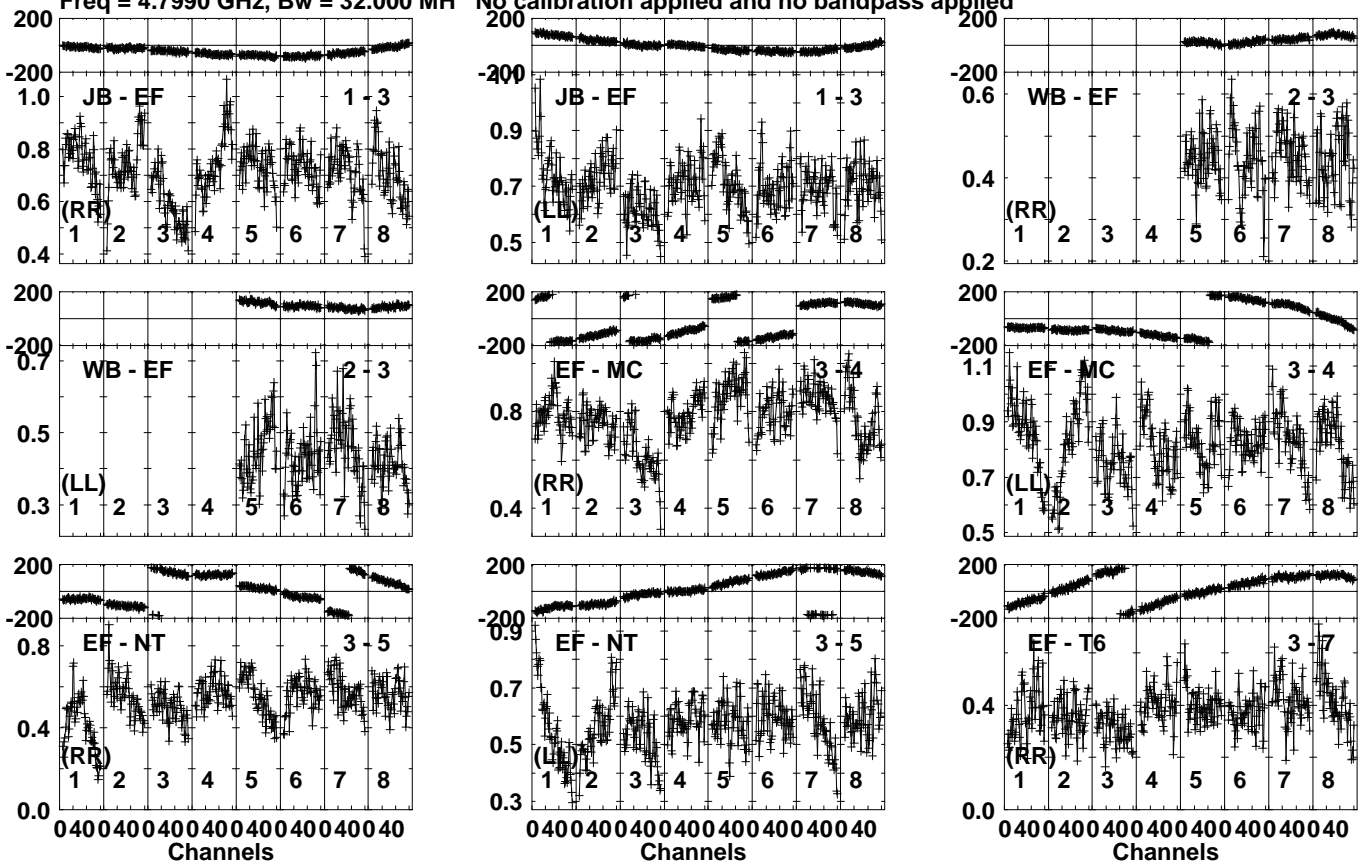 Freq = 4.7990 GHz, Bw = 32.000 MH No calibration applied and no bandpass applied
200
-200
JB - EF 1 - 3
1.0
0.8
0.6
0.4
(RR)
1 2 3 4 5 6 7 8
200
-200
1.1
JB - EF 1 - 3
0.9
0.7
0.5
(LL)
1 2 3 4 5 6 7 8
200
-200
WB - EF 2 - 3
0.6
0.4
0.2
(RR)
1 2 3 4 5 6 7 8
200
-200
0.7
WB - EF 2 - 3
0.5
0.3
(LL)
1 2 3 4 5 6 7 8
200
-200
EF - MC 3 - 4
0.8
0.4
(RR)
1 2 3 4 5 6 7 8
200
-200
EF - MC 3 - 4
1.1
0.9
0.7
0.5
(LL)
1 2 3 4 5 6 7 8
200
-200
EF - NT 3 - 5
0.8
0.4
0.0
(RR)
1 2 3 4 5 6 7 8
0 40 0 40 0 40 0 40 0 40 0 40 0 40 0 40
Channels
200
-200
0.9
EF - NT 3 - 5
0.7
0.5
0.3
(LL)
1 2 3 4 5 6 7 8
0 40 0 40 0 40 0 40 0 40 0 40 0 40 0 40
Channels
200
-200
EF - T6 3 - 7
0.4
0.0
(RR)
1 2 3 4 5 6 7 8
0 40 0 40 0 40 0 40 0 40 0 40 0 40 0 40
Channels